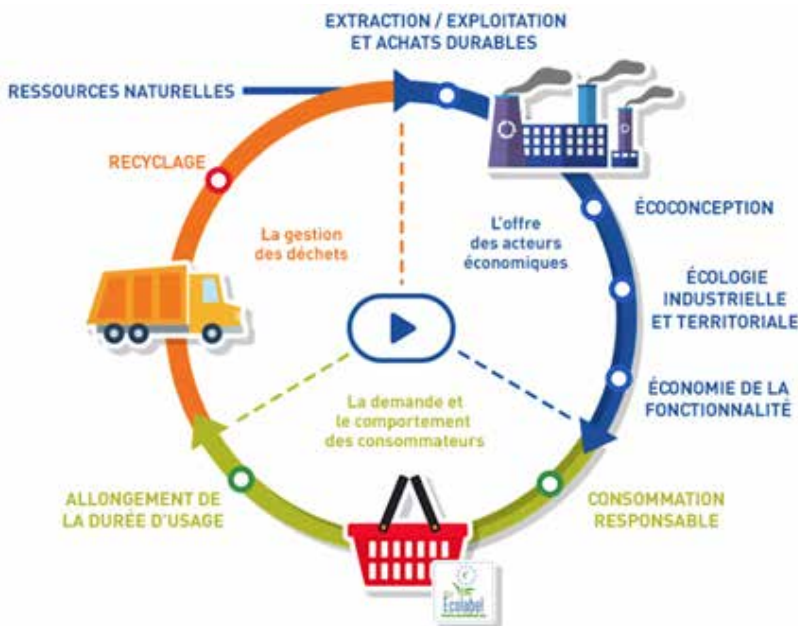 EXTRACTION / EXPLOITATION
ET ACHATS DURABLES
RESSOURCES NATURELLES
RECYCLAGE
La gestion
des déchets
L'offre
des acteurs
économiques
ÉCOCONCEPTION
ÉCOLOGIE
INDUSTRIELLE
ET TERRITORIALE
ÉCONOMIE DE LA
FONCTIONNALITÉ
La demande et
le comportement
des consommateurs
ALLONGEMENT DE
LA DURÉE D'USAGE
CONSOMMATION
RESPONSABLE
Écolabel